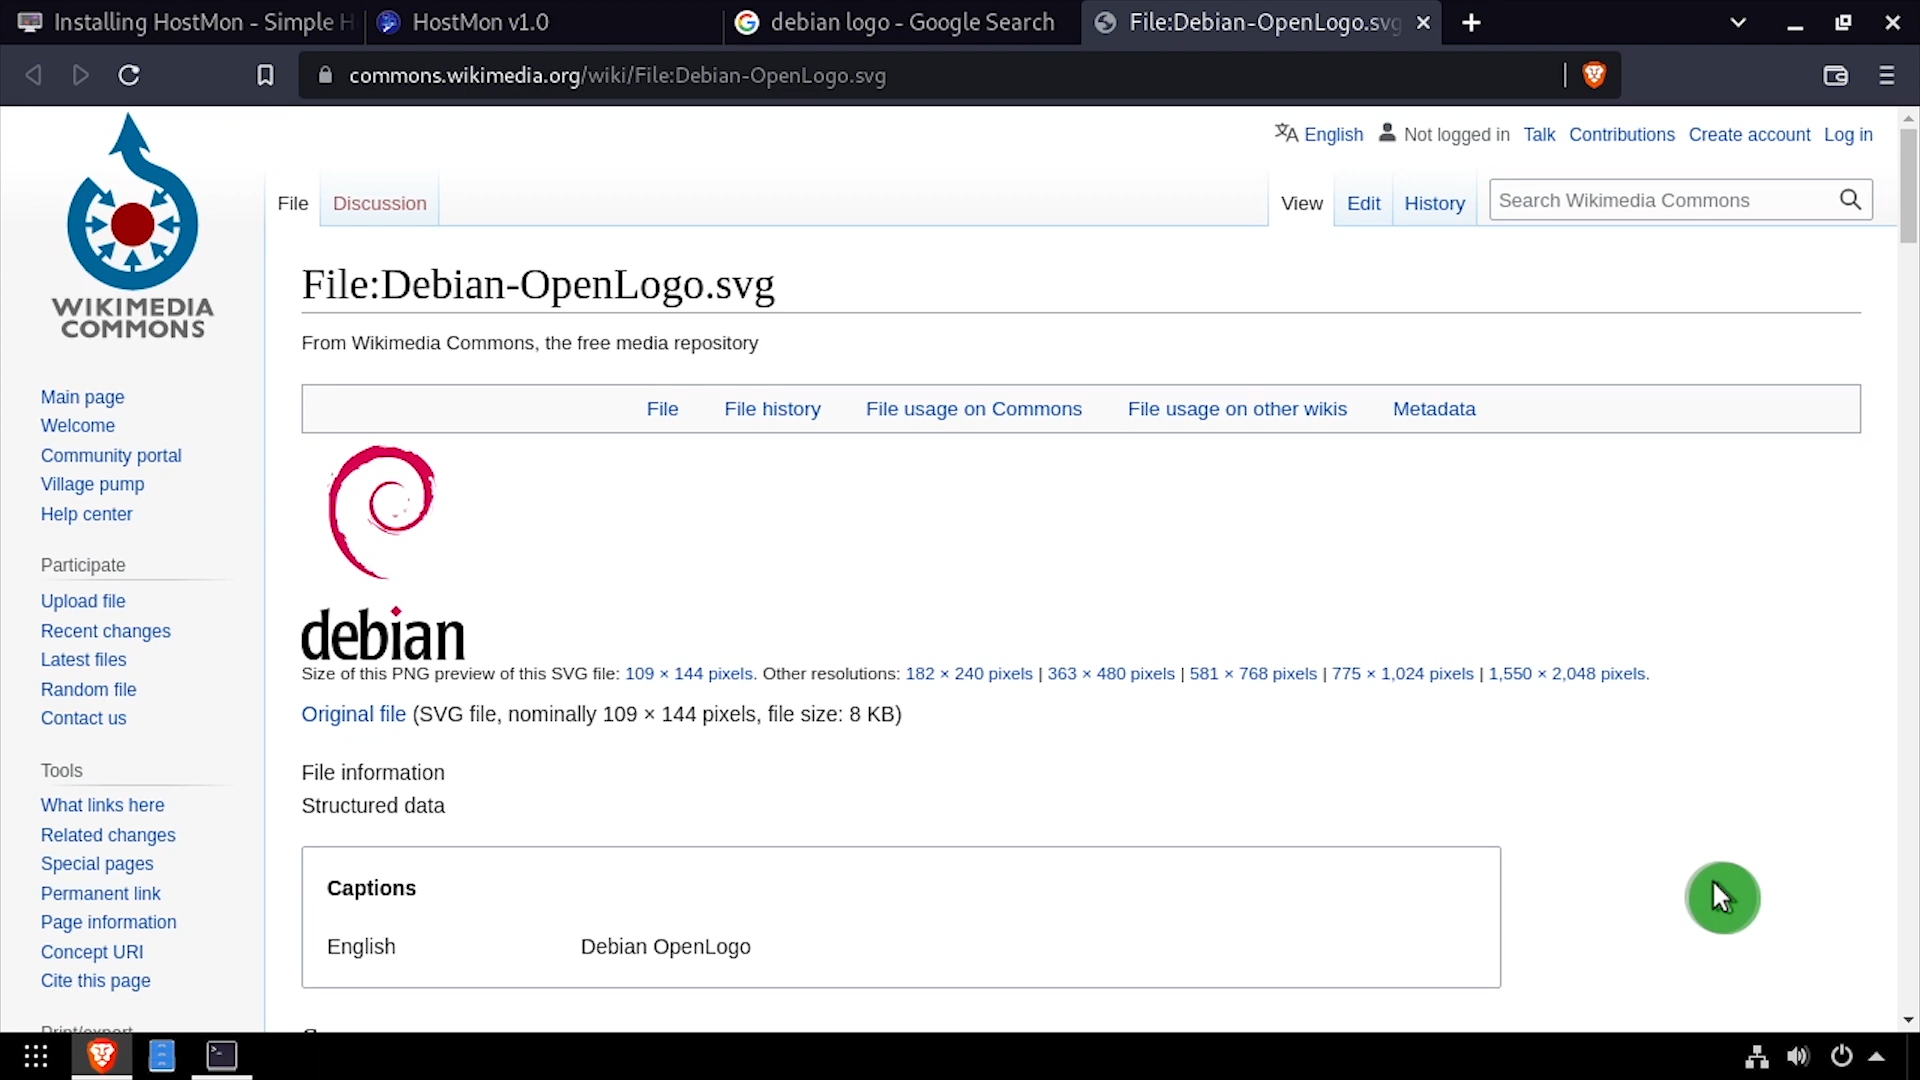 Installing HostMon - Simple H
HostMon v1.0
debian logo - Google Search
File:Debian-OpenLogo.svg
commons.wikimedia.org/wiki/File:Debian-OpenLogo.svg
English
Not logged in
Talk
Contributions
Create account
Log in
File
Discussion
View
Edit
History
Search Wikimedia Commons
WIKIMEDIA
COMMONS
Main page
Welcome
Community portal
Village pump
Help center
Participate
Upload file
Recent changes
Latest files
Random file
Contact us
Tools
What links here
Related changes
Special pages
Permanent link
Page information
Concept URI
Cite this page
Print/export
File:Debian-OpenLogo.svg
From Wikimedia Commons, the free media repository
File
File history
File usage on Commons
File usage on other wikis
Metadata
debian
Size of this PNG preview of this SVG file: 109 × 144 pixels. Other resolutions: 182 × 240 pixels | 363 × 480 pixels | 581 × 768 pixels | 775 × 1,024 pixels | 1,550 × 2,048 pixels.
Original file (SVG file, nominally 109 × 144 pixels, file size: 8 KB)
File information
Structured data
Captions
English
Debian OpenLogo